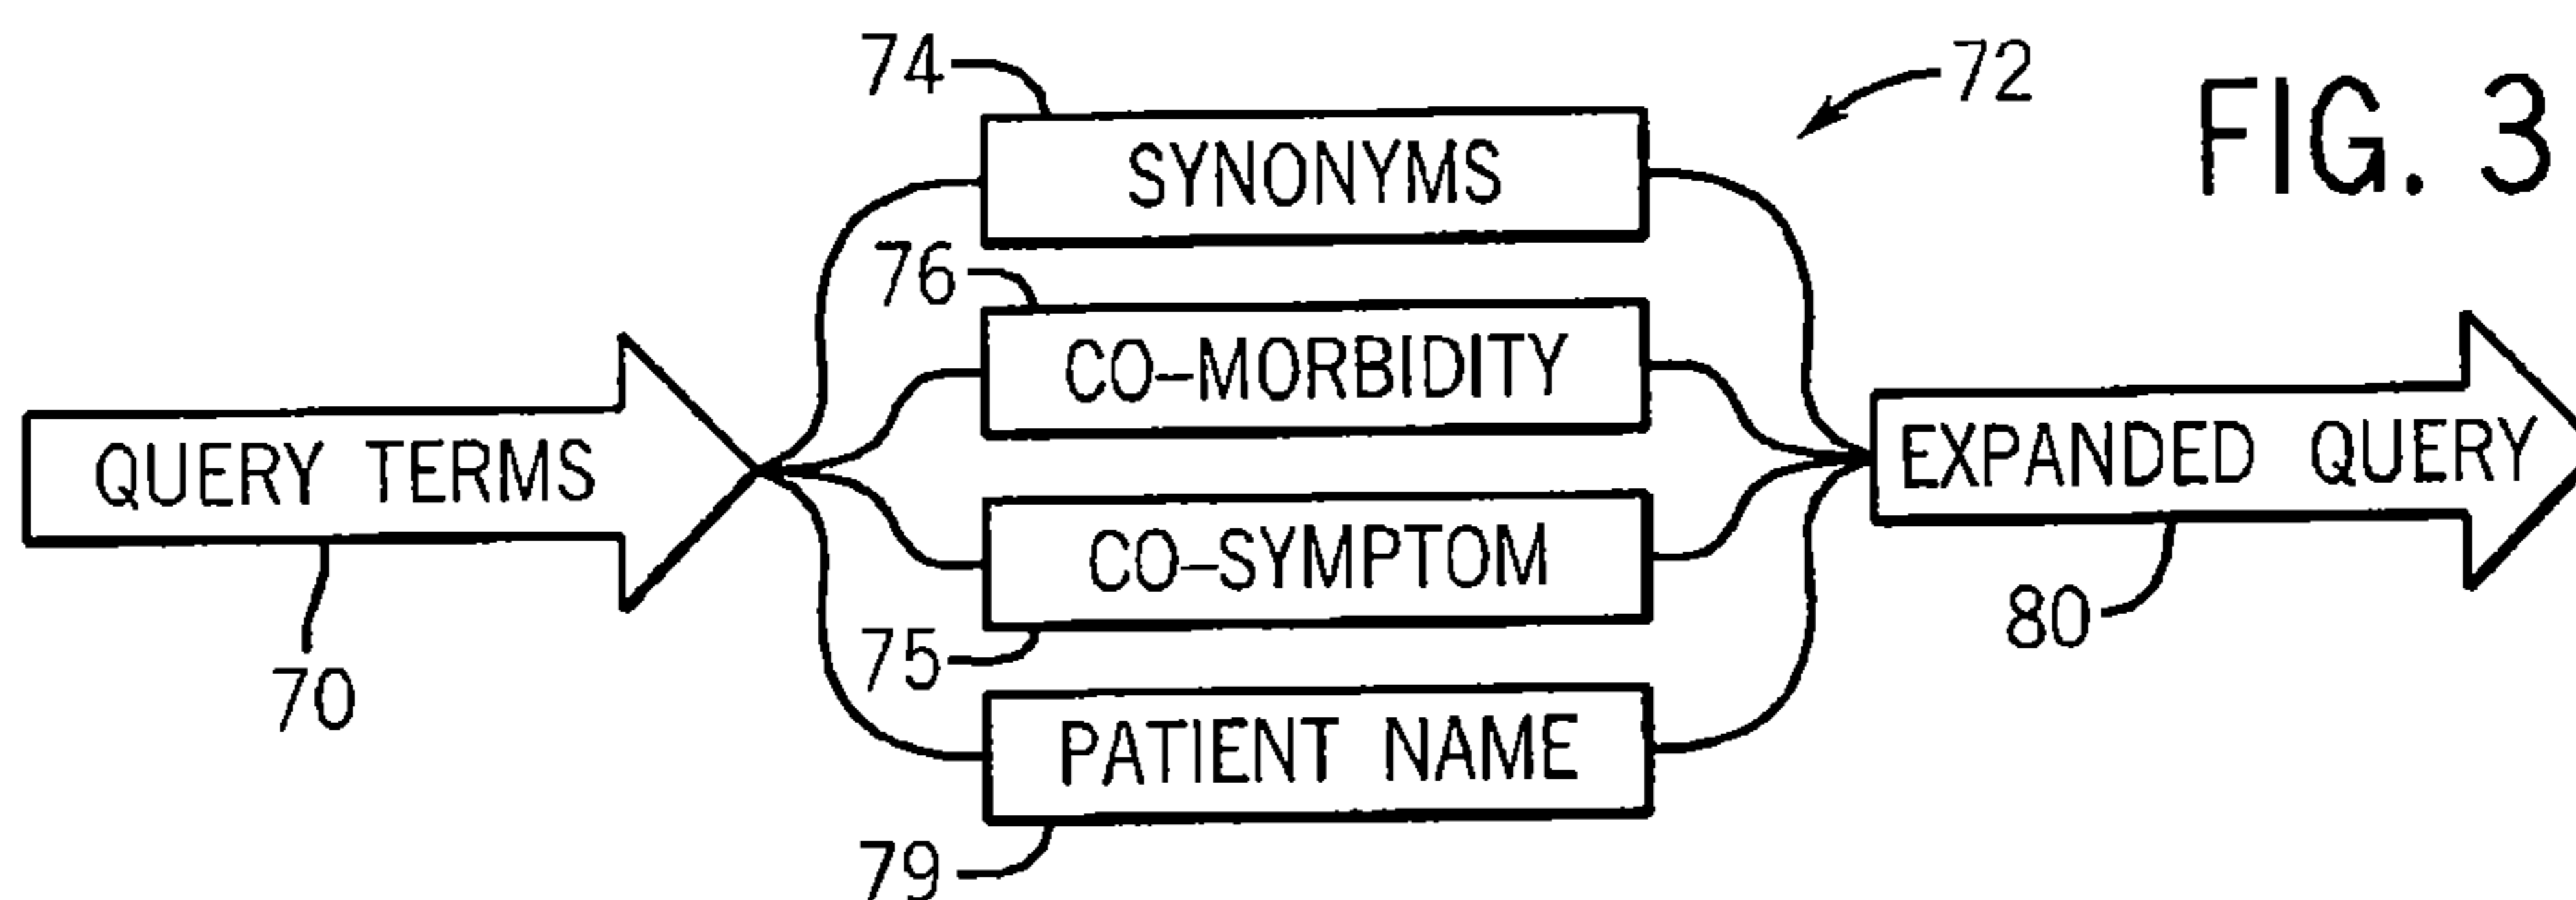 74
72
FIG. 3
SYNONYMS
76
CO-MORBIDITY
QUERY TERMS
EXPANDED QUERY
CO-SYMPTOM
75
80
70
PATIENT NAME
79